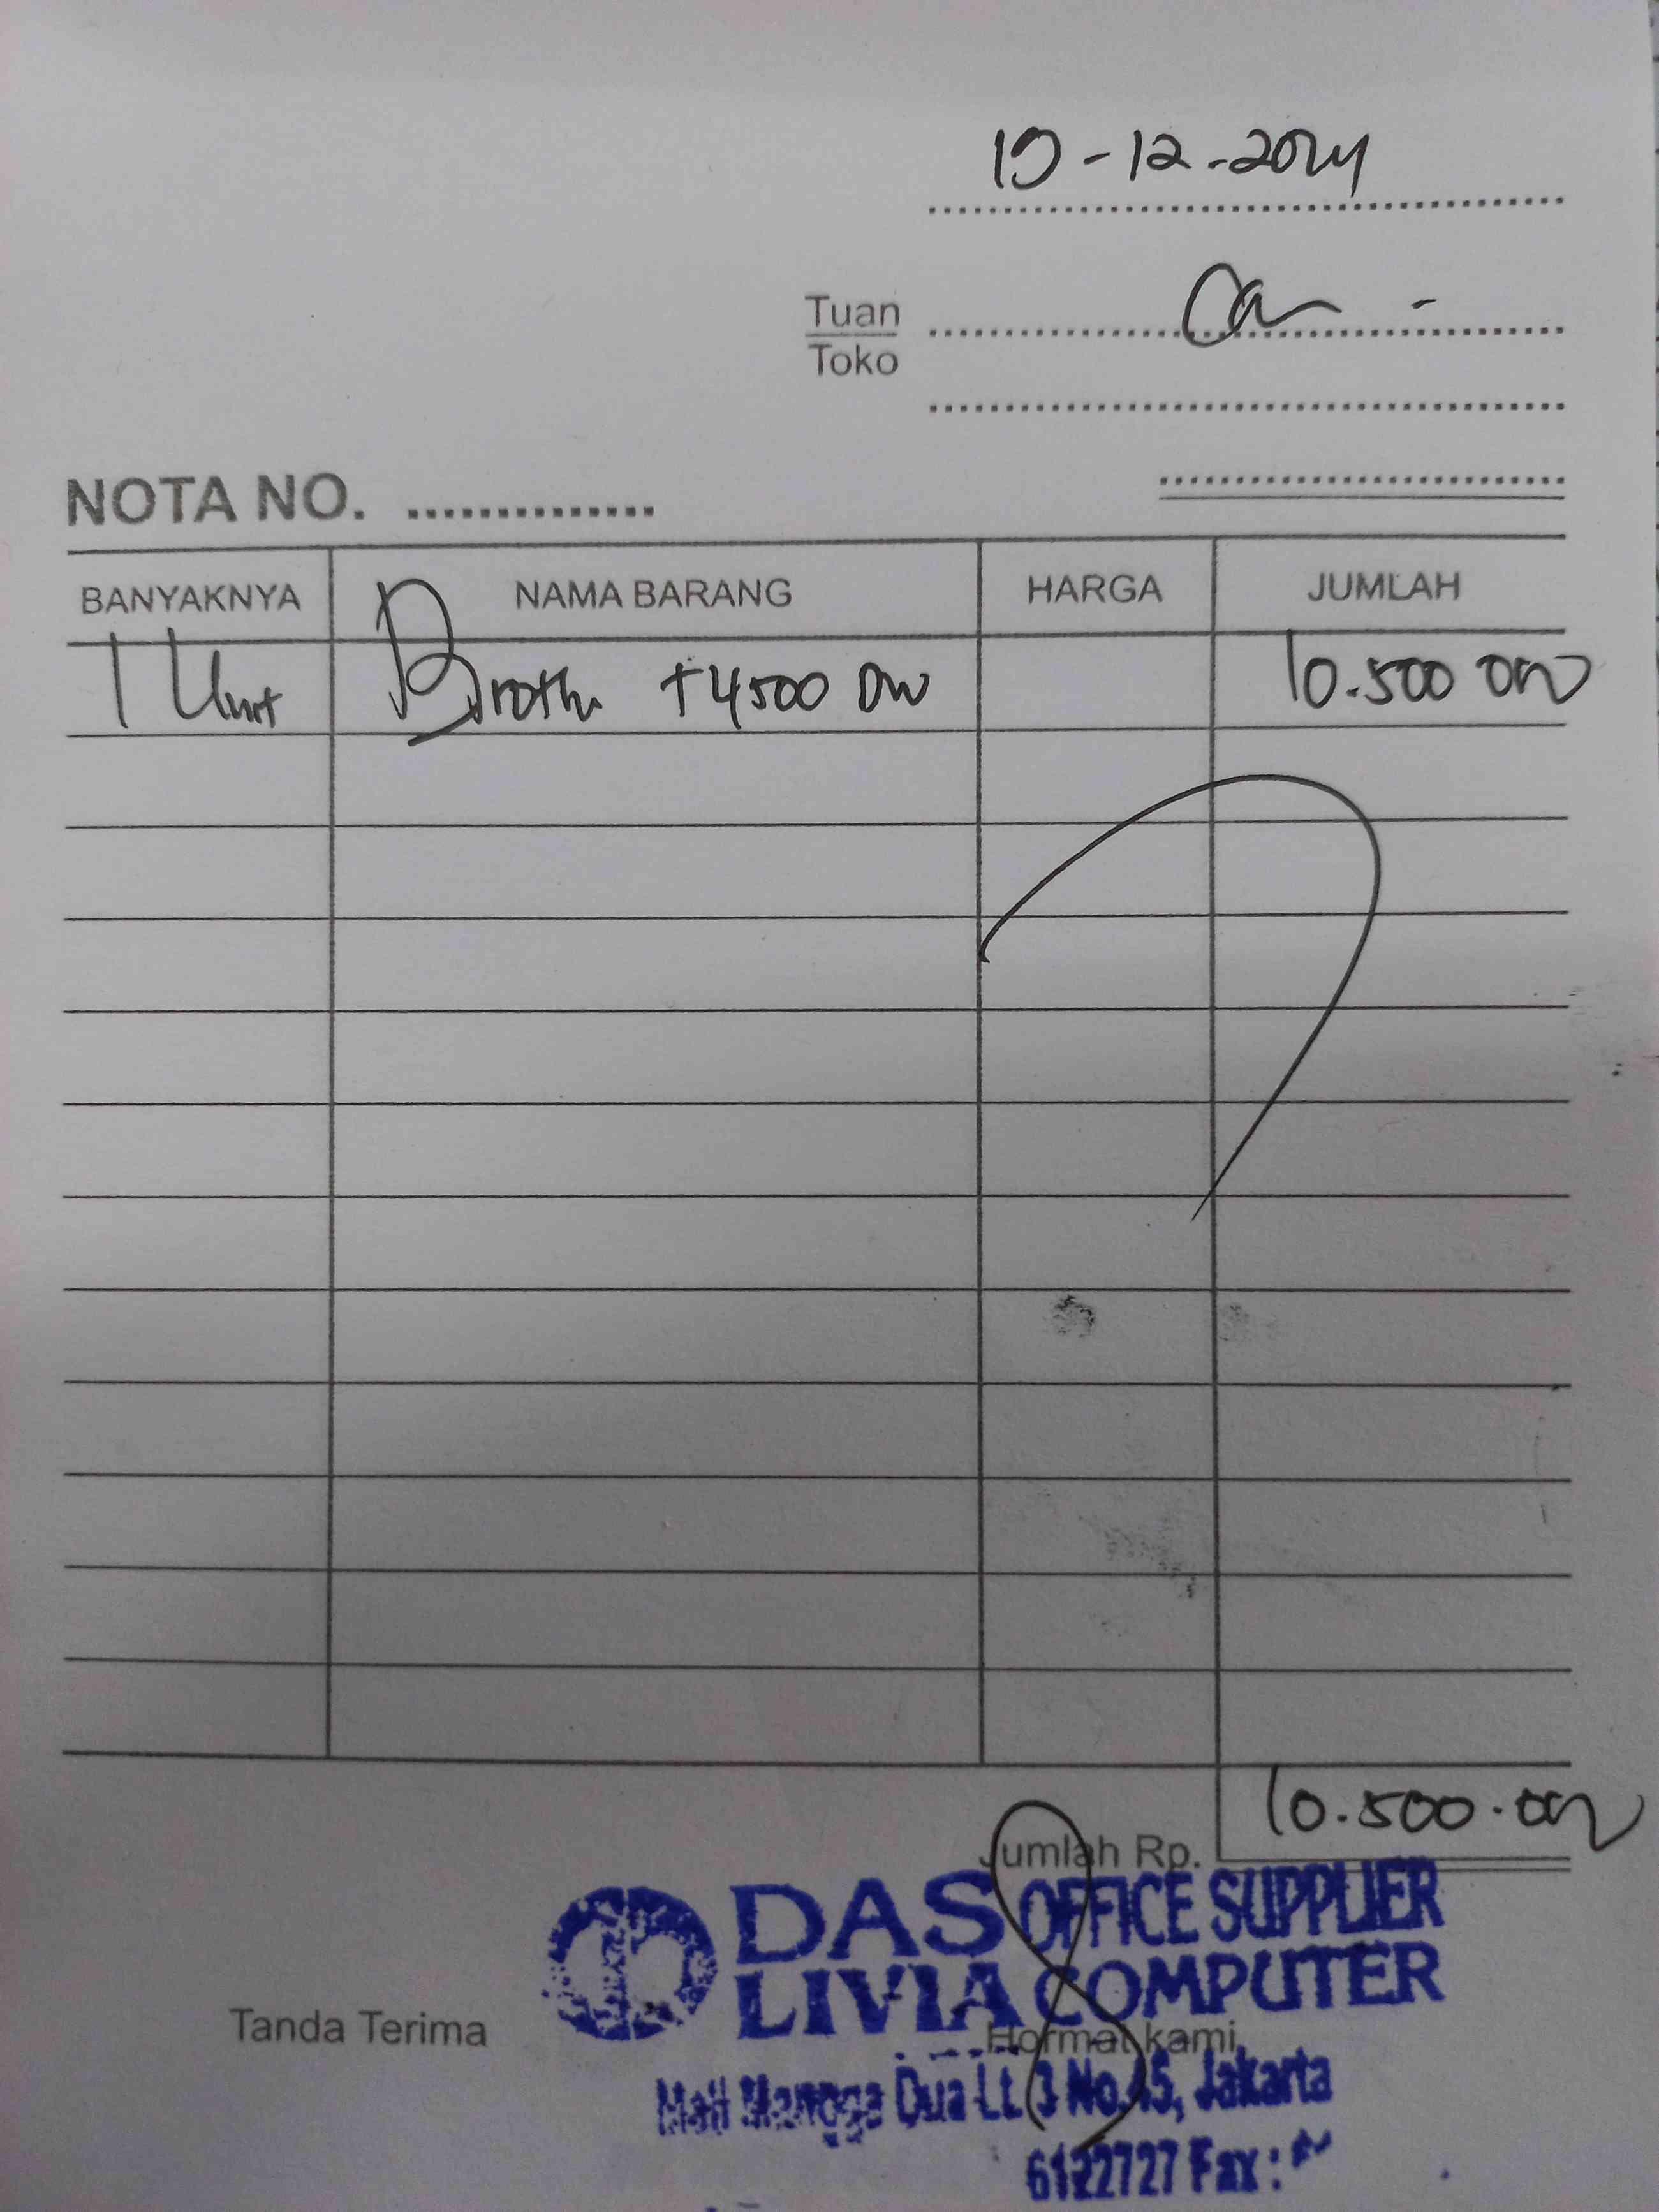 19-12-2024
Tuan
Toko
NOTA NO. ..............
BANYAKNYA NAMA BARANG HARGA JUMLAH
1 Unit Brother T4500 DW 10.500 000
10.500.000
Jumlah Rp.
DAS OFFICE SUPPLIER
LIVIA COMPUTER
Tanda Terima Hormat kami,
Mall Mangga Dua Lt. 3 No. 45, Jakarta
6122727 Fax :